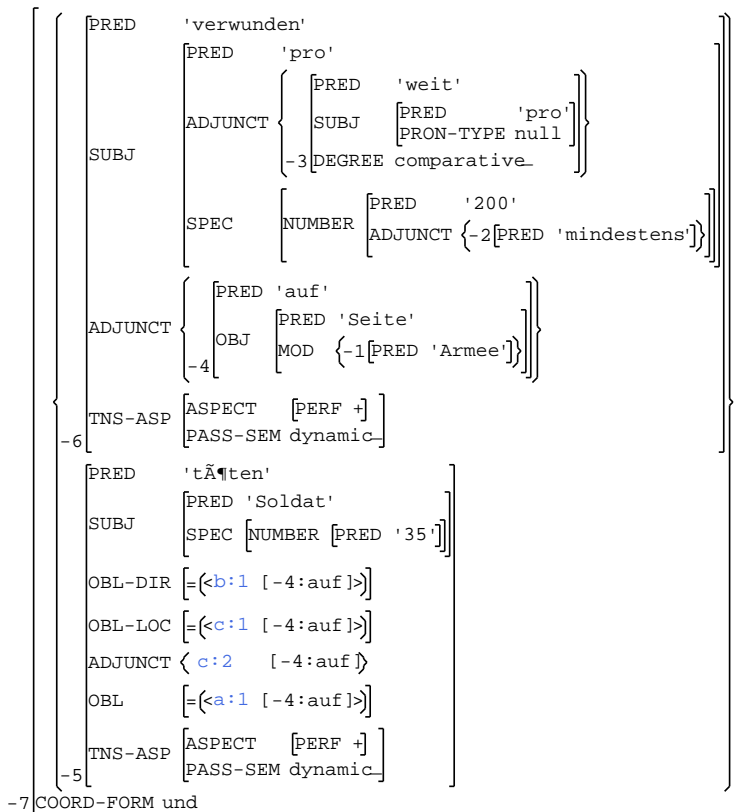 PRED 'verwunden'
PRED 'pro'
PRED 'weit'
ADJUNCT SUBJ PRED 'pro'
PRON-TYPE null
SUBJ -3 DEGREE comparative
SPEC NUMBER PRED '200'
ADJUNCT {-2[PRED 'mindestens']}
PRED 'auf'
ADJUNCT OBJ PRED 'Seite'
MOD {-1[PRED 'Armee']}
-4
TNS-ASP ASPECT [PERF +]
-6 PASS-SEM dynamic
PRED 'tÃ¶ten'
SUBJ PRED 'Soldat'
SPEC [NUMBER [PRED '35']]
OBL-DIR [={<b:1 [-4:auf]>}]
OBL-LOC [={<c:1 [-4:auf]>}]
ADJUNCT { c:2 [-4:auf]}
OBL [={<a:1 [-4:auf]>}]
TNS-ASP ASPECT [PERF +]
-5 PASS-SEM dynamic
-7 COORD-FORM und